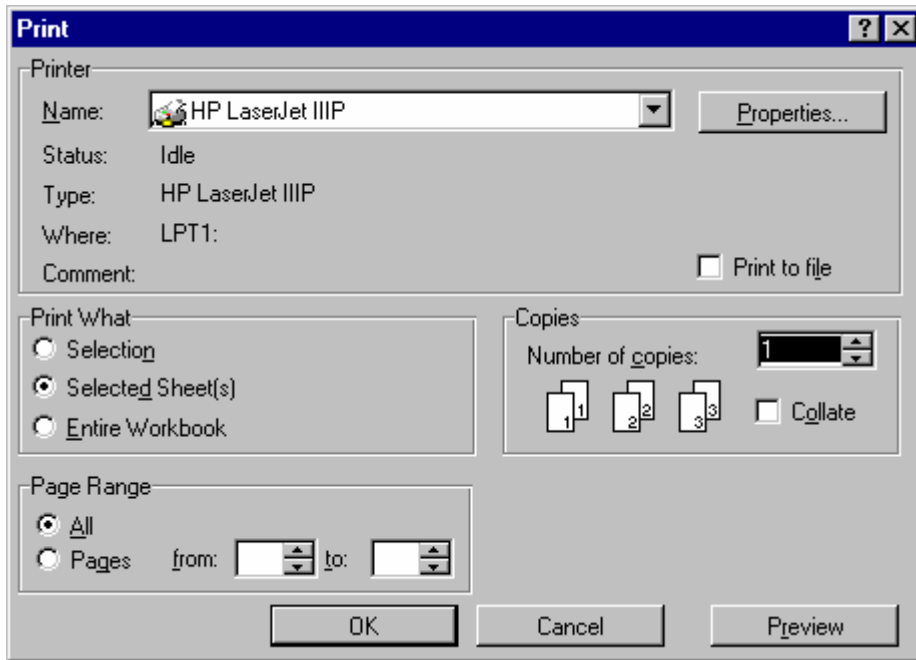 Print
Printer
Name: HP LaserJet IIIP Properties...
Status: Idle
Type: HP LaserJet IIIP
Where: LPT1:
Comment: Print to file
Print What
Selection
Selected Sheet(s)
Entire Workbook
Copies
Number of copies: 1
1 1 2 2 3 3 Collate
Page Range
All
Pages from: to:
OK Cancel Preview